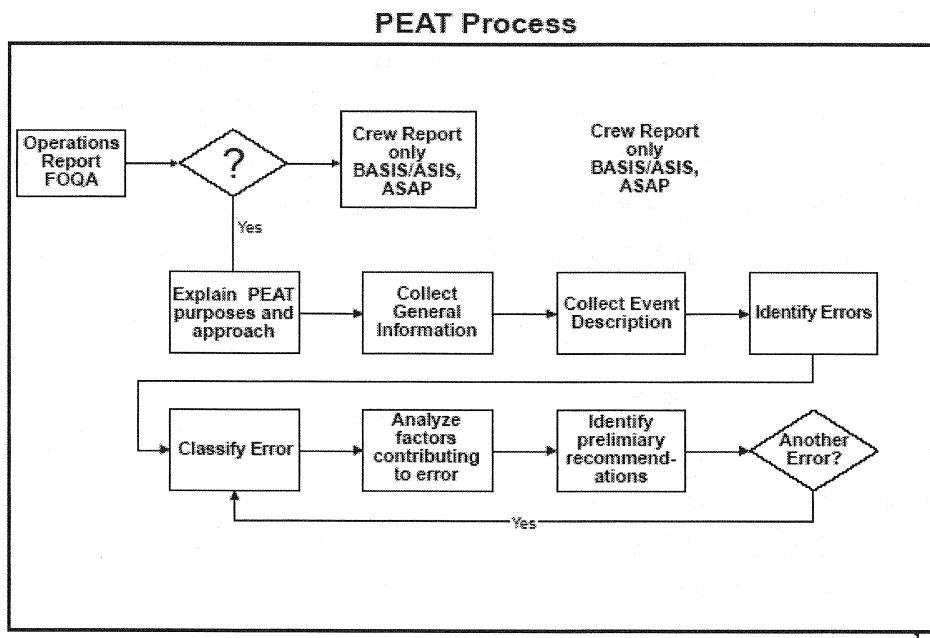 PEAT Process
Operations
Report
FOQA
?
Crew Report
only
BASIS/ASIS,
ASAP
Crew Report
only
BASIS/ASIS,
ASAP
Yes
Explain PEAT
purposes and
approach
Collect
General
Information
Collect Event
Description
Identify Errors
Classify Error
Analyze
factors
contributing
to error
Identify
prelimiary
recommend-
ations
Another
Error?
Yes